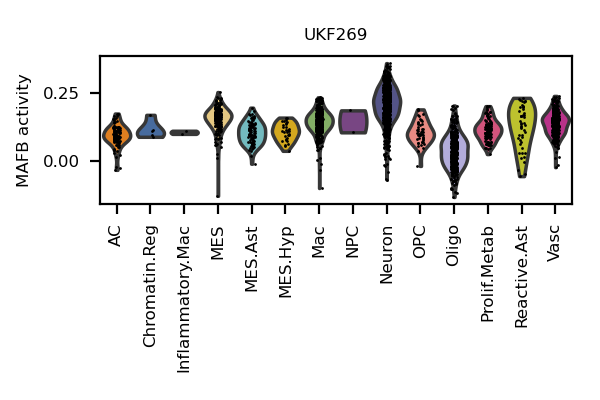 UKF269
MAFB activity
0.25
0.00
AC
Chromatin.Reg
Inflammatory.Mac
MES
MES.Ast
MES.Hyp
Mac
NPC
Neuron
OPC
Oligo
Prolif.Metab
Reactive.Ast
Vasc